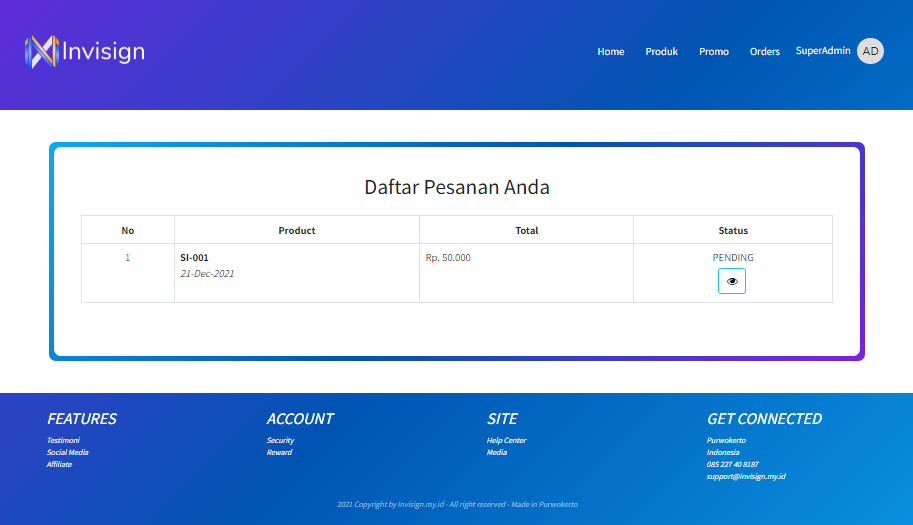 Invisign
Home Produk Promo Orders SuperAdmin AD
Daftar Pesanan Anda
No Product Total Status
1 SI-001 Rp. 50.000 PENDING
21-Dec-2021
FEATURES ACCOUNT SITE GET CONNECTED
Testimoni Security Help Center Purwokerto
Social Media Reward Media Indonesia
Affiliate 085 227 40 8187
support@invisign.my.id
2021 Copyright by invisign.my.id - All right reserved - Made in Purwokerto